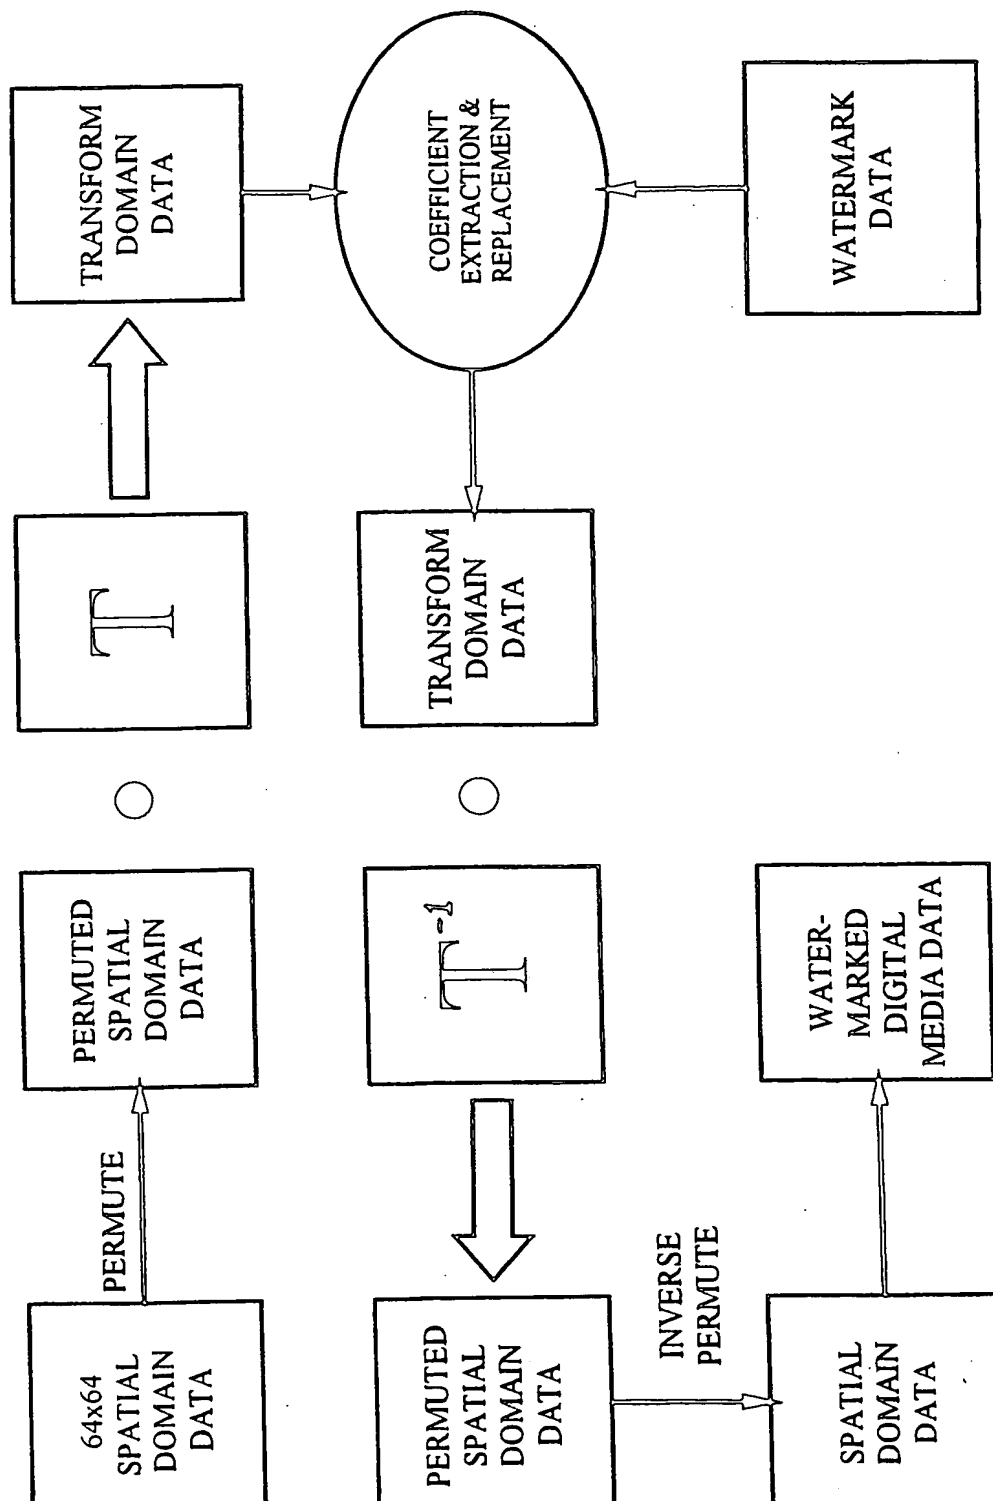 64x64
SPATIAL
DOMAIN
DATA
PERMUTE
PERMUTED
SPATIAL
DOMAIN
DATA
T
TRANSFORM
DOMAIN
DATA
COEFFICIENT
EXTRACTION &
REPLACEMENT
WATERMARK
DATA
TRANSFORM
DOMAIN
DATA
T⁻¹
PERMUTED
SPATIAL
DOMAIN
DATA
INVERSE
PERMUTE
SPATIAL
DOMAIN
DATA
WATER-
MARKED
DIGITAL
MEDIA DATA